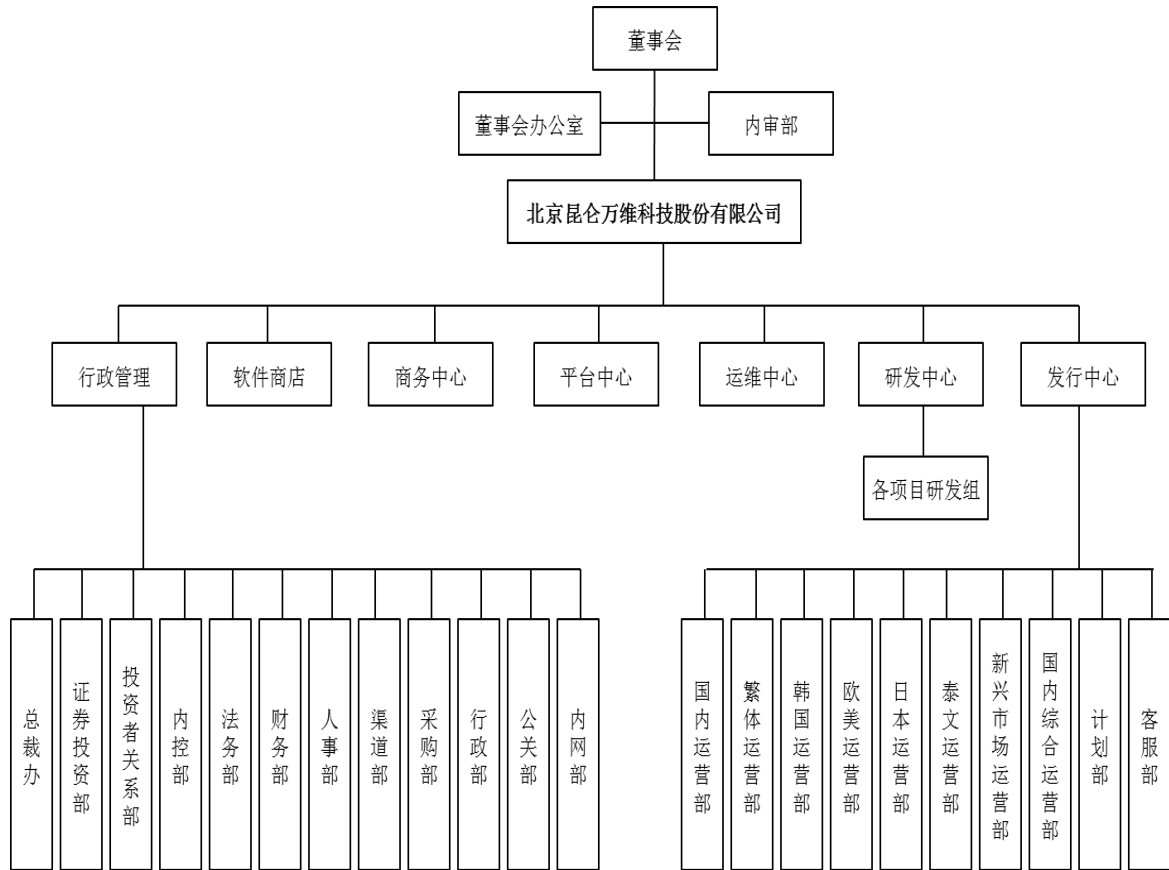 董事会
董事会办公室
内审部
北京昆仑万维科技股份有限公司
行政管理
软件商店
商务中心
平台中心
运维中心
研发中心
发行中心
各项目研发组
总裁办
证券投资部
投资者关系部
内控部
法务部
财务部
人事部
渠道部
采购部
行政部
公关部
内网部
国内运营部
繁体运营部
韩国运营部
欧美运营部
日本运营部
泰文运营部
新兴市场运营部
国内综合运营部
计划部
客服部